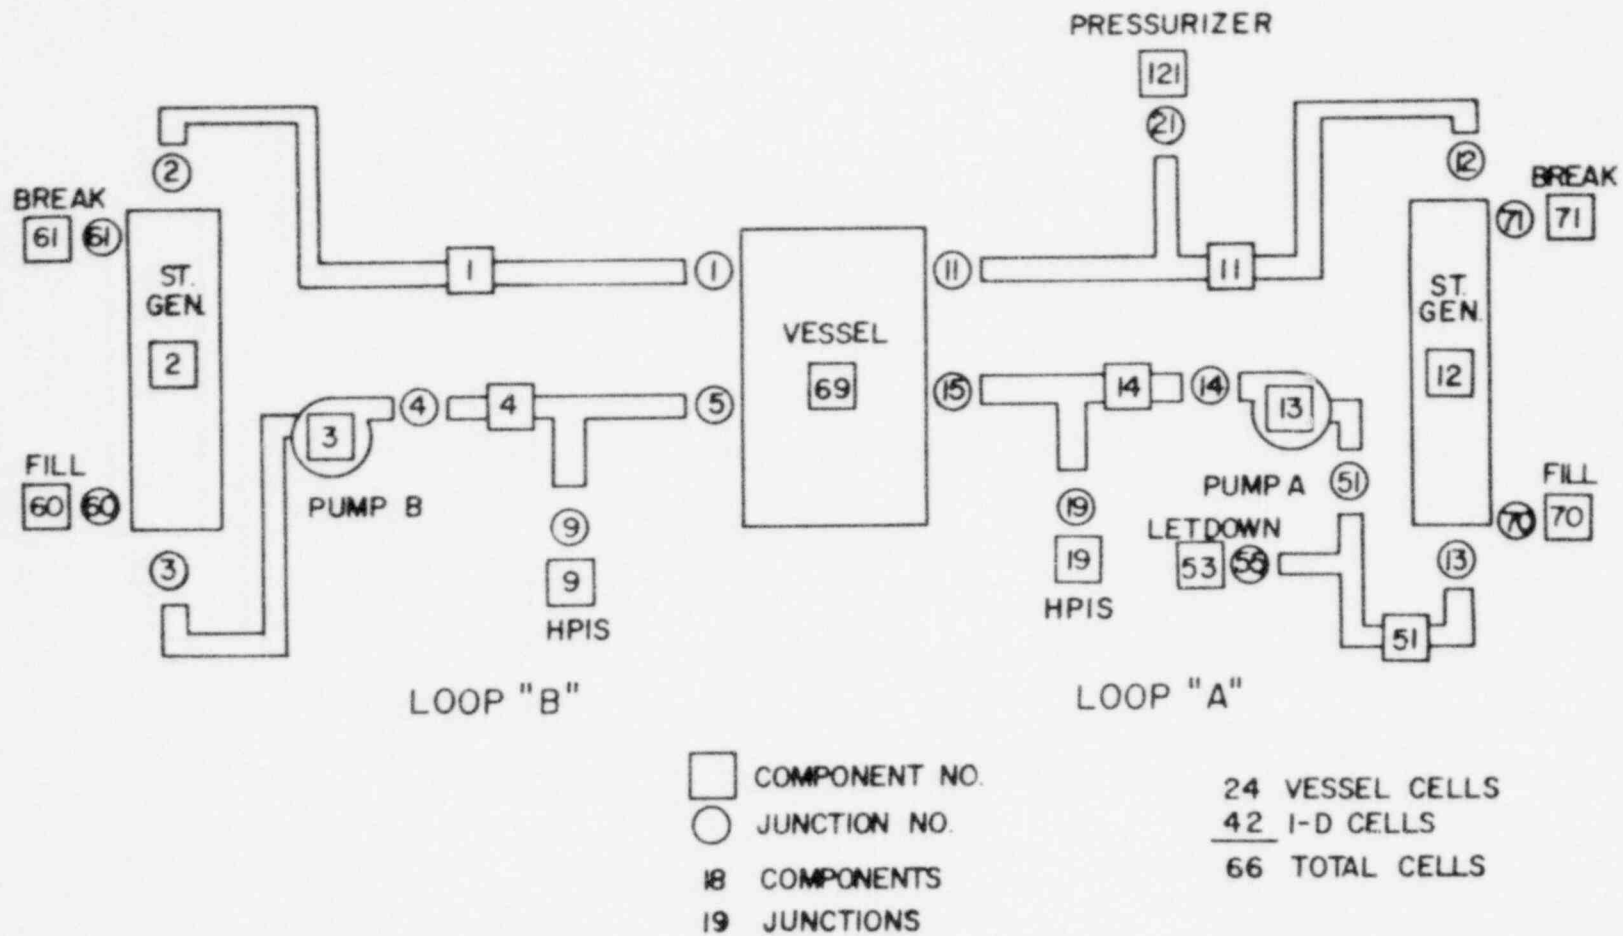 PRESSURIZER
121
21
2
12
BREAK
61
61
71
BREAK
71
1
1
11
11
ST.
GEN.
2
VESSEL
69
ST.
GEN.
12
4
4
5
15
14
14
13
3
PUMP B
FILL
60
60
9
9
HPIS
19
19
HPIS
PUMP A
51
LETDOWN
53
55
FILL
70
70
3
13
51
LOOP "B"
LOOP "A"
COMPONENT NO.
JUNCTION NO.
18 COMPONENTS
19 JUNCTIONS
24 VESSEL CELLS
42 1-D CELLS
66 TOTAL CELLS